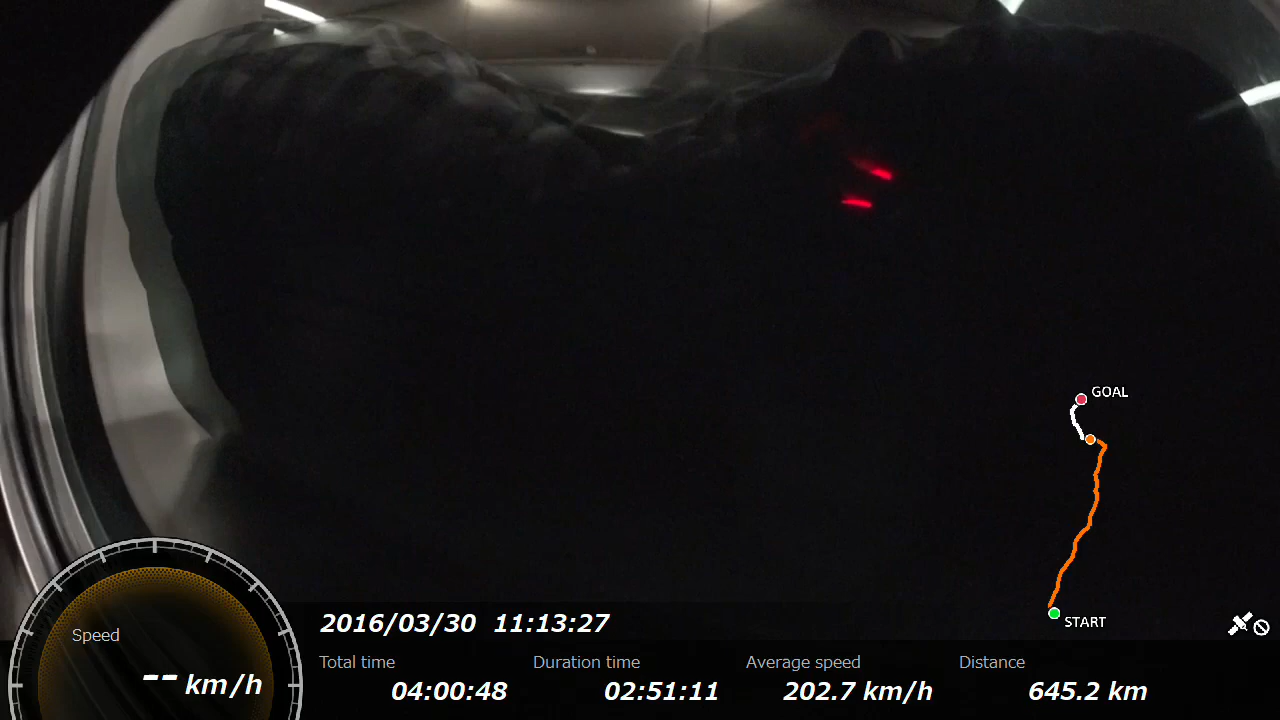 GOAL
START
2016/03/30 11:13:27
Speed
-- km/h
Total time Duration time Average speed Distance
04:00:48 02:51:11 202.7 km/h 645.2 km